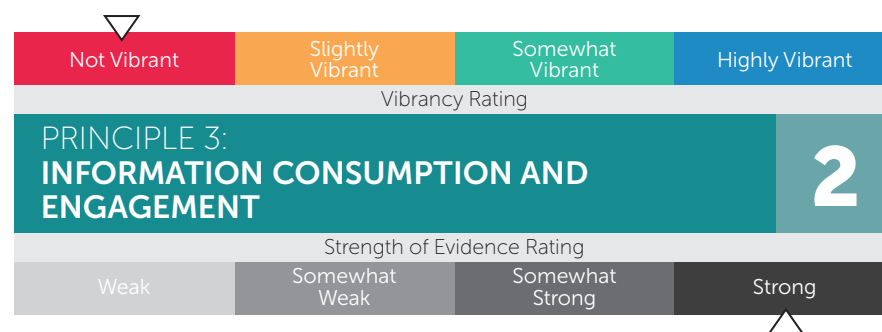 Not Vibrant
Slightly
Vibrant
Somewhat
Vibrant
Highly Vibrant
Vibrancy Rating
PRINCIPLE 3:
INFORMATION CONSUMPTION AND
ENGAGEMENT
2
Strength of Evidence Rating
Weak
Somewhat
Weak
Somewhat
Strong
Strong